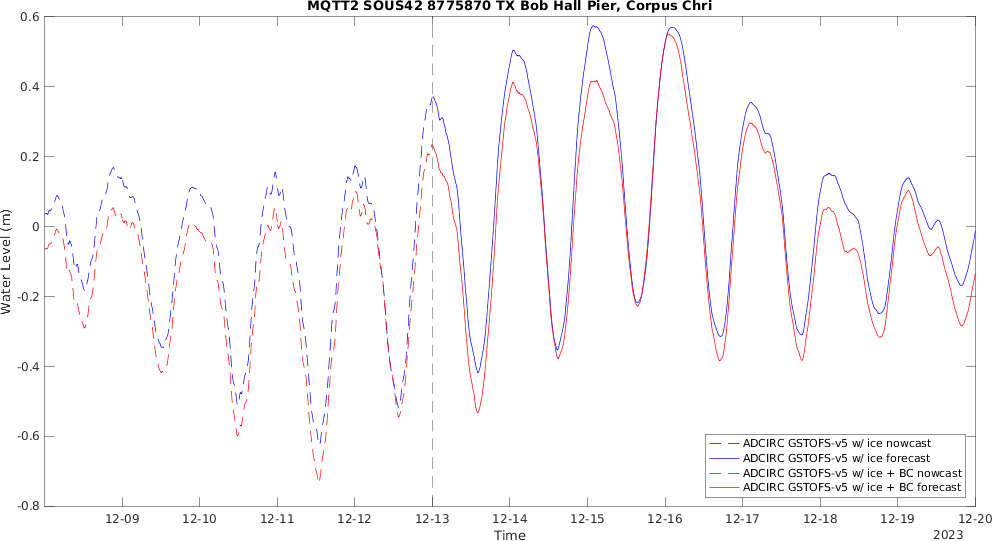 MQTT2 SOUS42 8775870 TX Bob Hall Pier, Corpus Chri
0.6
0.4
0.2
0
-0.2
-0.4
-0.6
-0.8
Water Level (m)
ADCIRC GSTOFS-v5 w/ ice nowcast
ADCIRC GSTOFS-v5 w/ ice forecast
ADCIRC GSTOFS-v5 w/ ice + BC nowcast
ADCIRC GSTOFS-v5 w/ ice + BC forecast
12-09 12-10 12-11 12-12 12-13 12-14 12-15 12-16 12-17 12-18 12-19 12-20
Time
2023